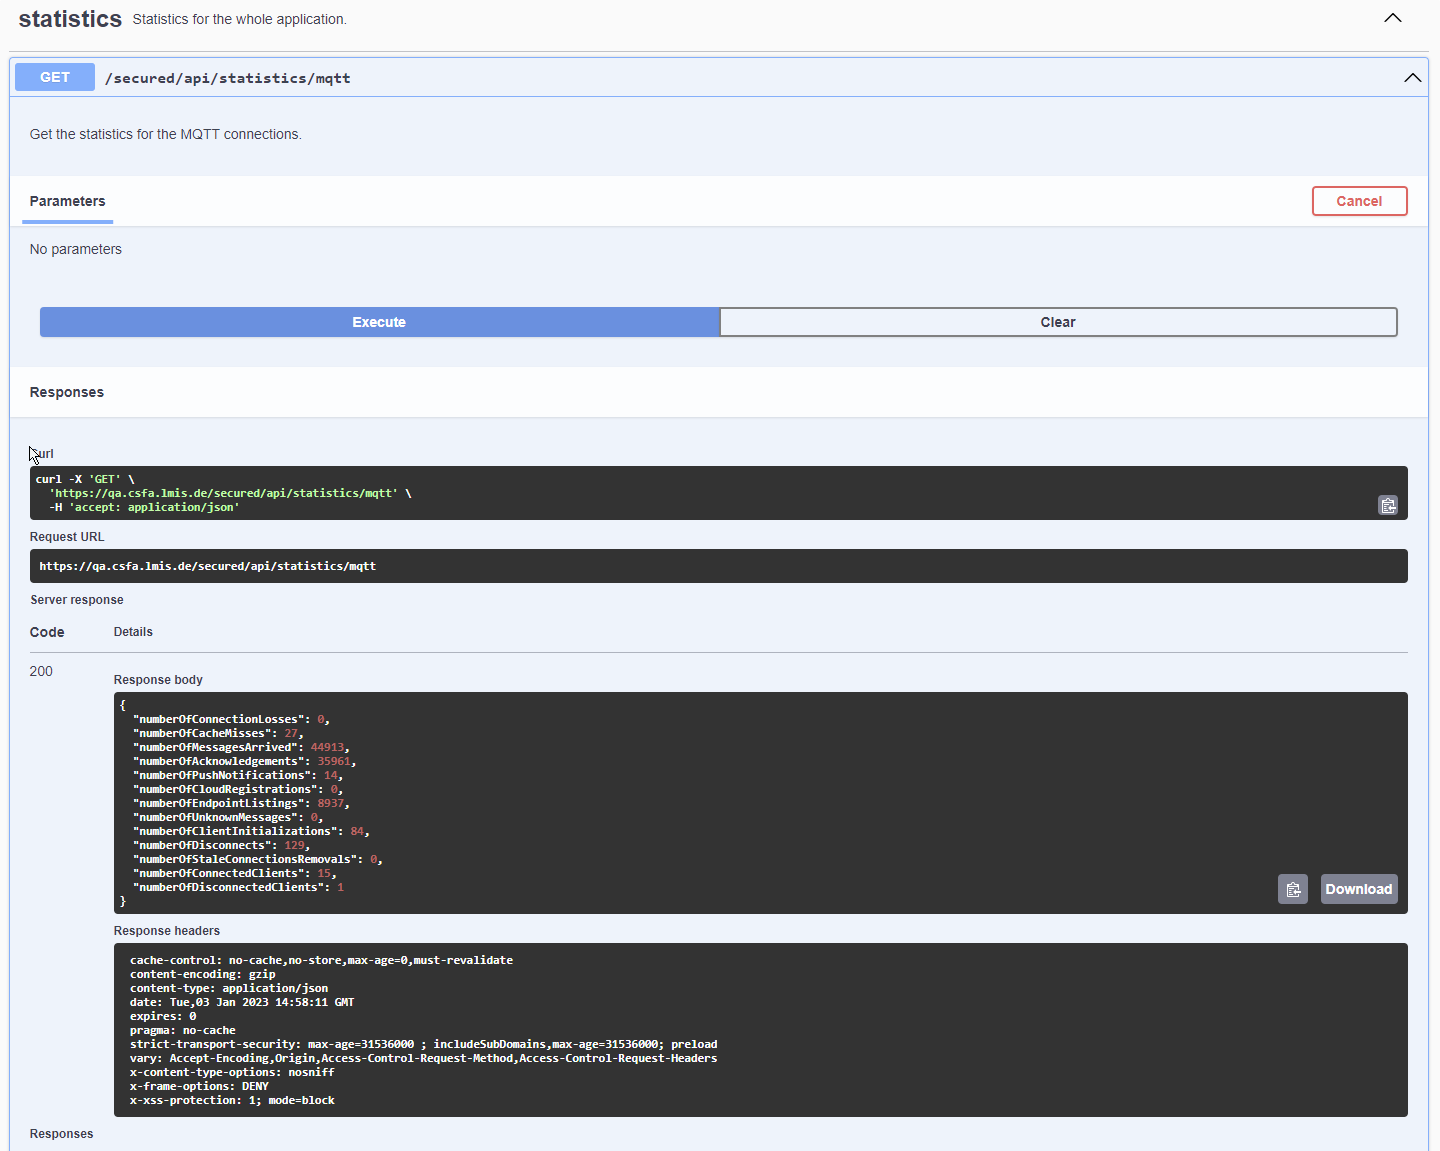 statistics Statistics for the whole application.
GET /secured/api/statistics/mqtt
Get the statistics for the MQTT connections.
Parameters Cancel
No parameters
Execute Clear
Responses
Curl
curl -X 'GET' \
'https://qa.csfa.lmis.de/secured/api/statistics/mqtt' \
-H 'accept: application/json'
Request URL
https://qa.csfa.lmis.de/secured/api/statistics/mqtt
Server response
Code Details
200
Response body
{
"numberOfConnectionLosses": 0,
"numberOfCacheMisses": 27,
"numberOfMessagesArrived": 44913,
"numberOfAcknowledgements": 35961,
"numberOfPushNotifications": 14,
"numberOfCloudRegistrations": 0,
"numberOfEndpointListings": 8937,
"numberOfUnknownMessages": 0,
"numberOfClientInitializations": 84,
"numberOfDisconnects": 129,
"numberOfStaleConnectionsRemovals": 0,
"numberOfConnectedClients": 15,
"numberOfDisconnectedClients": 1
}
Download
Response headers
cache-control: no-cache,no-store,max-age=0,must-revalidate
content-encoding: gzip
content-type: application/json
date: Tue,03 Jan 2023 14:58:11 GMT
expires: 0
pragma: no-cache
strict-transport-security: max-age=31536000 ; includeSubDomains,max-age=31536000; preload
vary: Accept-Encoding,Origin,Access-Control-Request-Method,Access-Control-Request-Headers
x-content-type-options: nosniff
x-frame-options: DENY
x-xss-protection: 1; mode=block
Responses